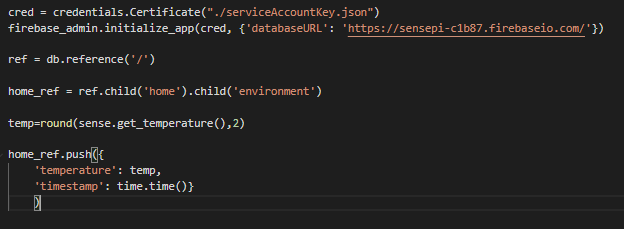 cred = credentials.Certificate("./serviceAccountKey.json")
firebase_admin.initialize_app(cred, {'databaseURL': 'https://sensepi-c1b87.firebaseio.com/'})
ref = db.reference('/')
home_ref = ref.child('home').child('environment')
temp=round(sense.get_temperature(),2)
home_ref.push({
    'temperature': temp,
    'timestamp': time.time()}
    )